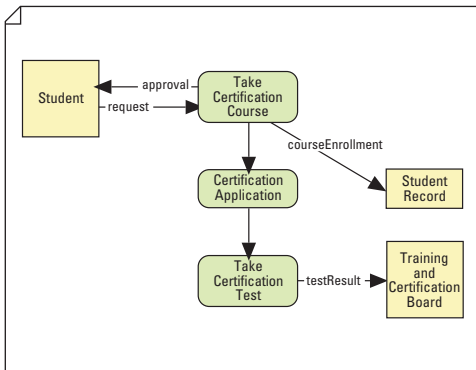 Student
approval
request
Take
Certification
Course
courseEnrollment
Certification
Application
Student
Record
Take
Certification
Test
testResult
Training
and
Certification
Board